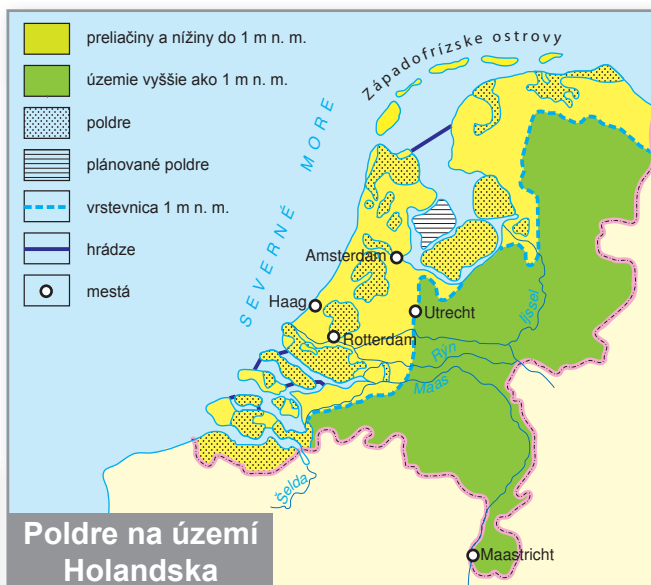 preliačiny a nížiny do 1 m n. m.
územie vyššie ako 1 m n. m.
poldre
plánované poldre
vrstevnica 1 m n. m.
hrádze
mestá
Západofrízske ostrovy
SEVERNÉ MORE
Amsterdam
Haag
Utrecht
Rotterdam
IJssel
Rýn
Maas
Šelda
Maastricht
Poldre na území
Holandska